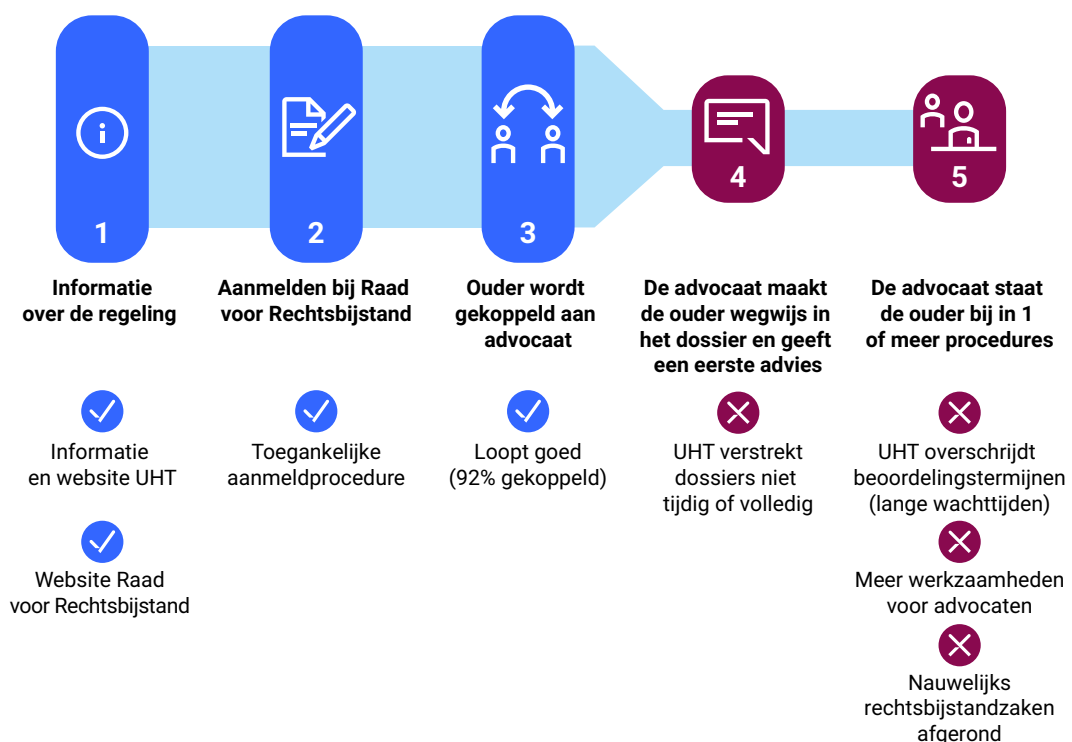 1
Informatie
over de regeling
Informatie
en website UHT
Website Raad
voor Rechtsbijstand
2
Aanmelden bij Raad
voor Rechtsbijstand
Toegankelijke
aanmeldprocedure
3
Ouder wordt
gekoppeld aan
advocaat
Loopt goed
(92% gekoppeld)
4
De advocaat maakt
de ouder wegwijs in
het dossier en geeft
een eerste advies
UHT verstrekt
dossiers niet
tijdig of volledig
5
De advocaat staat
de ouder bij in 1
of meer procedures
UHT overschrijdt
beoordelingstermijnen
(lange wachttijden)
Meer werkzaamheden
voor advocaten
Nauwelijks
rechtsbijstandzaken
afgerond